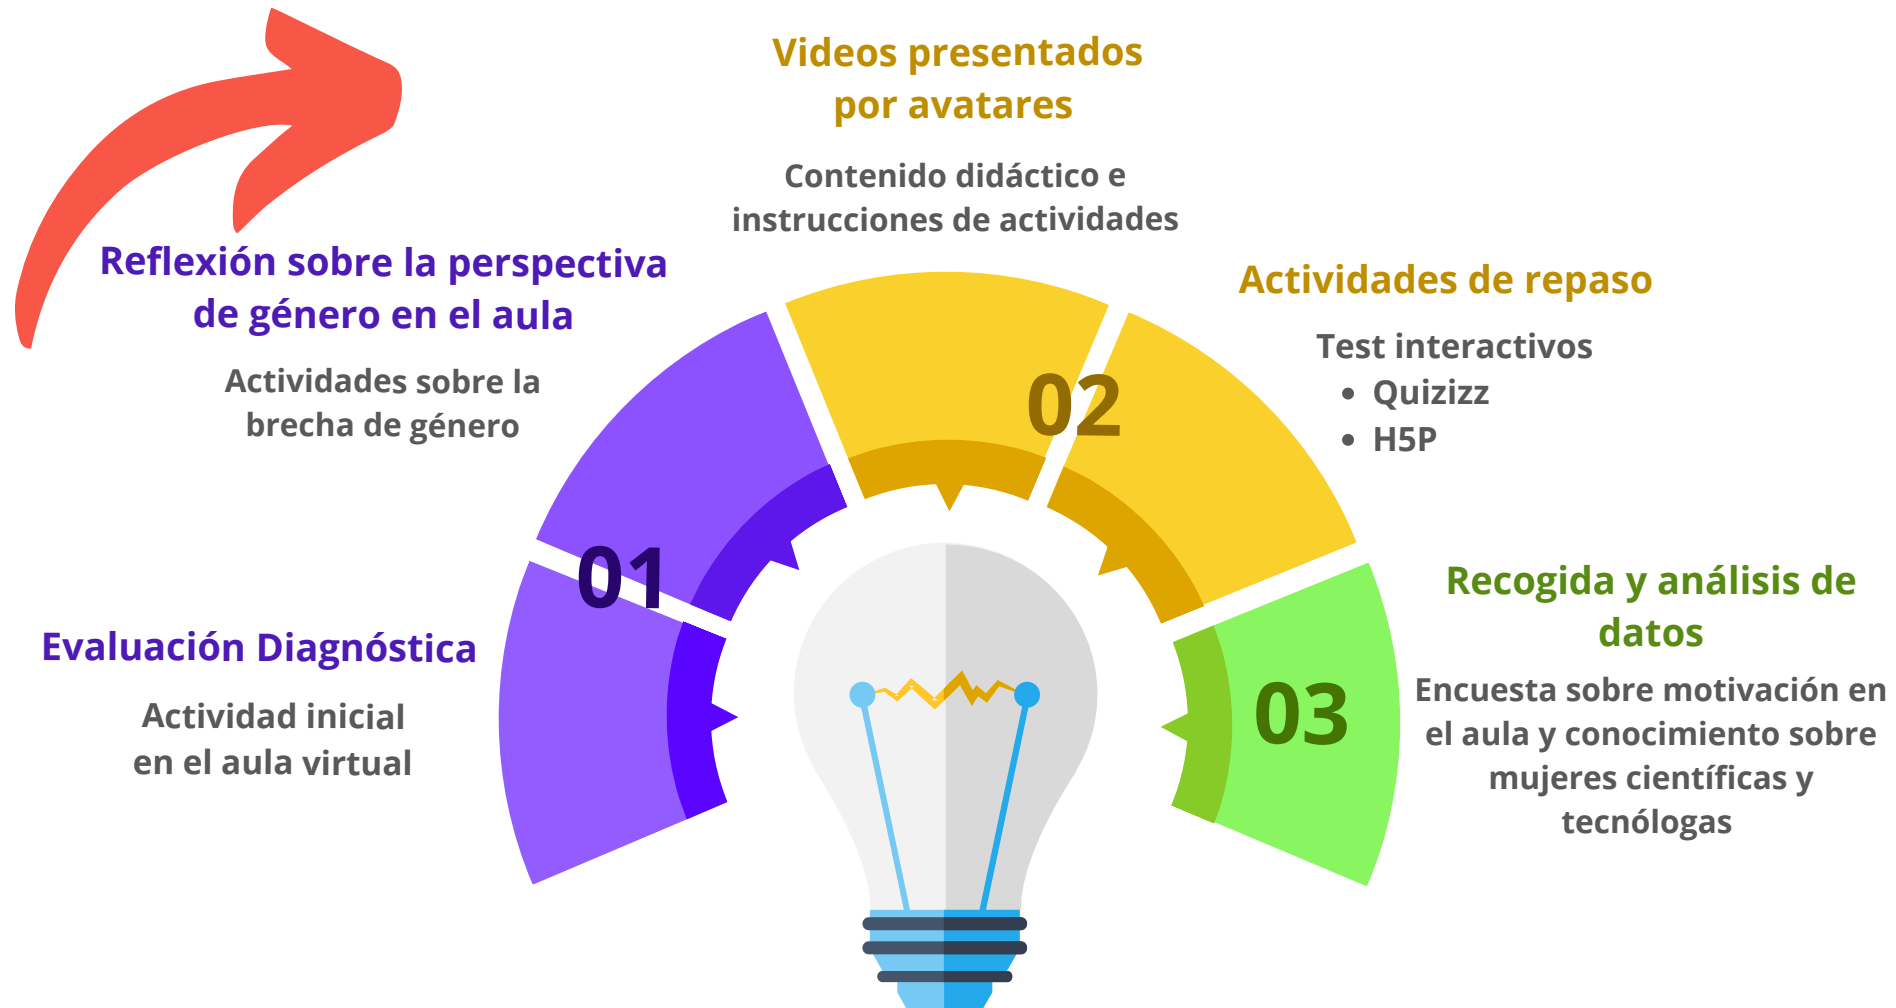 Videos presentados
por avatares
Contenido didáctico e
instrucciones de actividades
Reflexión sobre la perspectiva
de género en el aula
Actividades sobre la
brecha de género
Actividades de repaso
Test interactivos
• Quizizz
• H5P
02
01
Evaluación Diagnóstica
Actividad inicial
en el aula virtual
Recogida y análisis de
datos
03
Encuesta sobre motivación en
el aula y conocimiento sobre
mujeres científicas y
tecnólogas